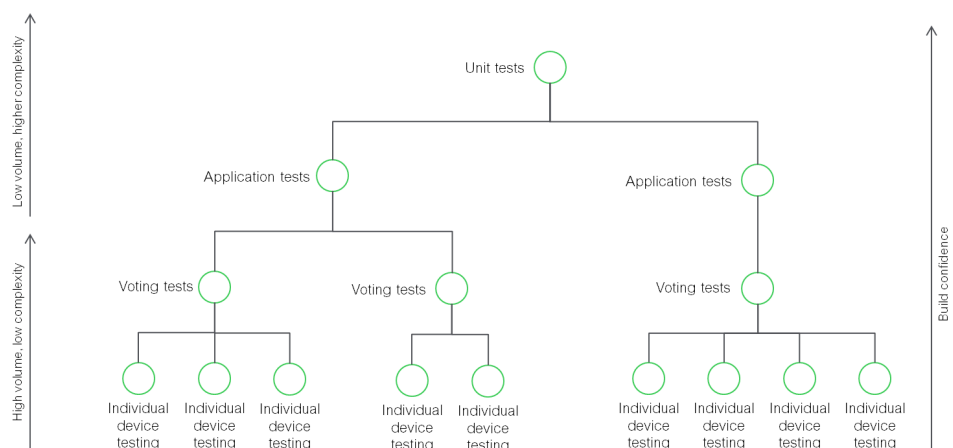 Low volume, higher complexity
Unit tests
Application tests
Application tests
Build confidence
High volume, low complexity
Voting tests
Voting tests
Voting tests
Individual
device
testing
Individual
device
testing
Individual
device
testing
Individual
device
testing
Individual
device
testing
Individual
device
testing
Individual
device
testing
Individual
device
testing
Individual
device
testing